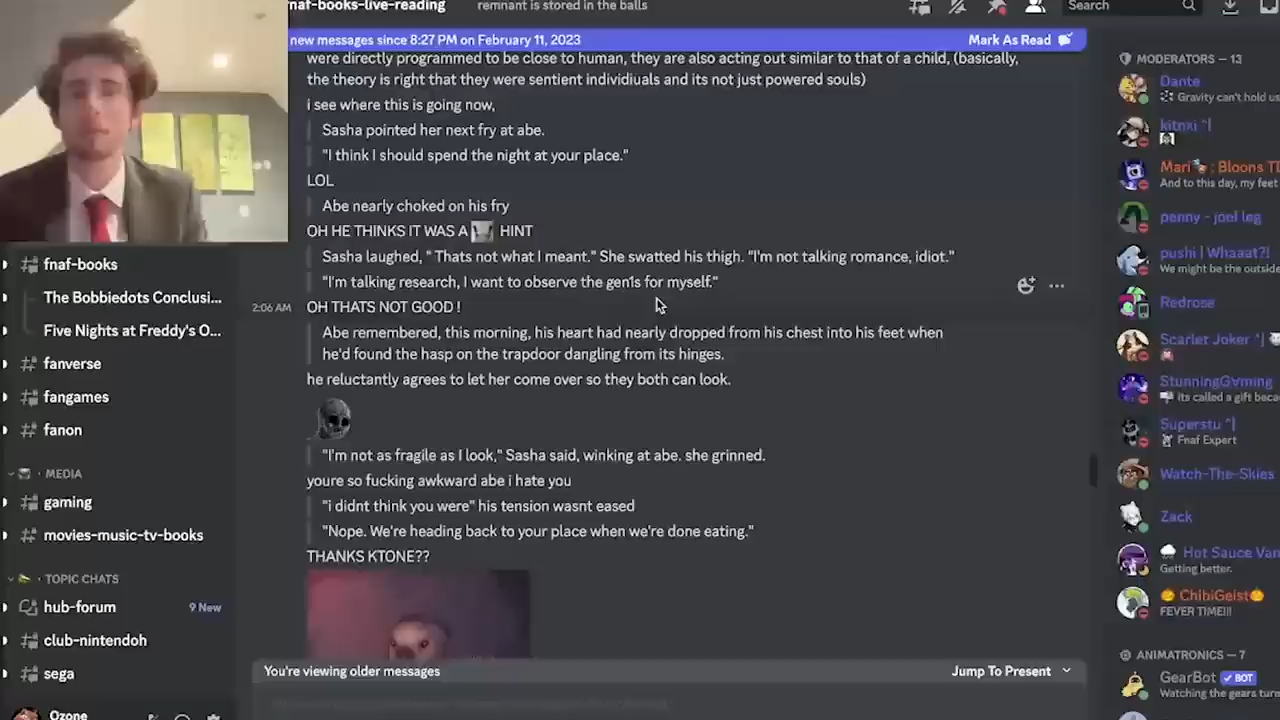 fnaf-books-live-reading
remnant is stored in the balls
Search
new messages since 8:27 PM on February 11, 2023
Mark As Read
were directly programmed to be close to human, they are also acting out similar to that of a child, (basically,
the theory is right that they were sentient individiuals and its not just powered souls)
i see where this is going now,
Sasha pointed her next fry at abe.
"I think I should spend the night at your place."
LOL
Abe nearly choked on his fry
OH HE THINKS IT WAS A HINT
Sasha laughed, " Thats not what I meant." She swatted his thigh. "I'm not talking romance, idiot."
"I'm talking research, I want to observe the gen1s for myself."
2:06 AM
OH THATS NOT GOOD !
Abe remembered, this morning, his heart had nearly dropped from his chest into his feet when
he'd found the hasp on the trapdoor dangling from its hinges.
he reluctantly agrees to let her come over so they both can look.
"I'm not as fragile as I look," Sasha said, winking at abe. she grinned.
youre so fucking awkward abe i hate you
"i didnt think you were" his tension wasnt eased
"Nope. We're heading back to your place when we're done eating."
THANKS KTONE??
You're viewing older messages
Jump To Present
fnaf-books
The Bobbiedots Conclusi...
Five Nights at Freddy's O...
fanverse
fangames
fanon
MEDIA
gaming
movies-music-tv-books
TOPIC CHATS
hub-forum
9 New
club-nintendoh
sega
Ozone
MODERATORS — 13
Dante
Gravity can't hold us
kitnxi ^|
Mari : Bloons TD
And to this day, my feet
penny - joel leg
pushi | Whaaat?!
We might be the outside
Redrose
Scarlet Joker ^|
StunningGvming
its called a gift beca
Superstu ^|
Fnaf Expert
Watch-The-Skies
Zack
Hot Sauce Van
Getting better.
ChibiGeist
FEVER TIME!!!
ANIMATRONICS — 7
GearBot
BOT
Watching the gears turn